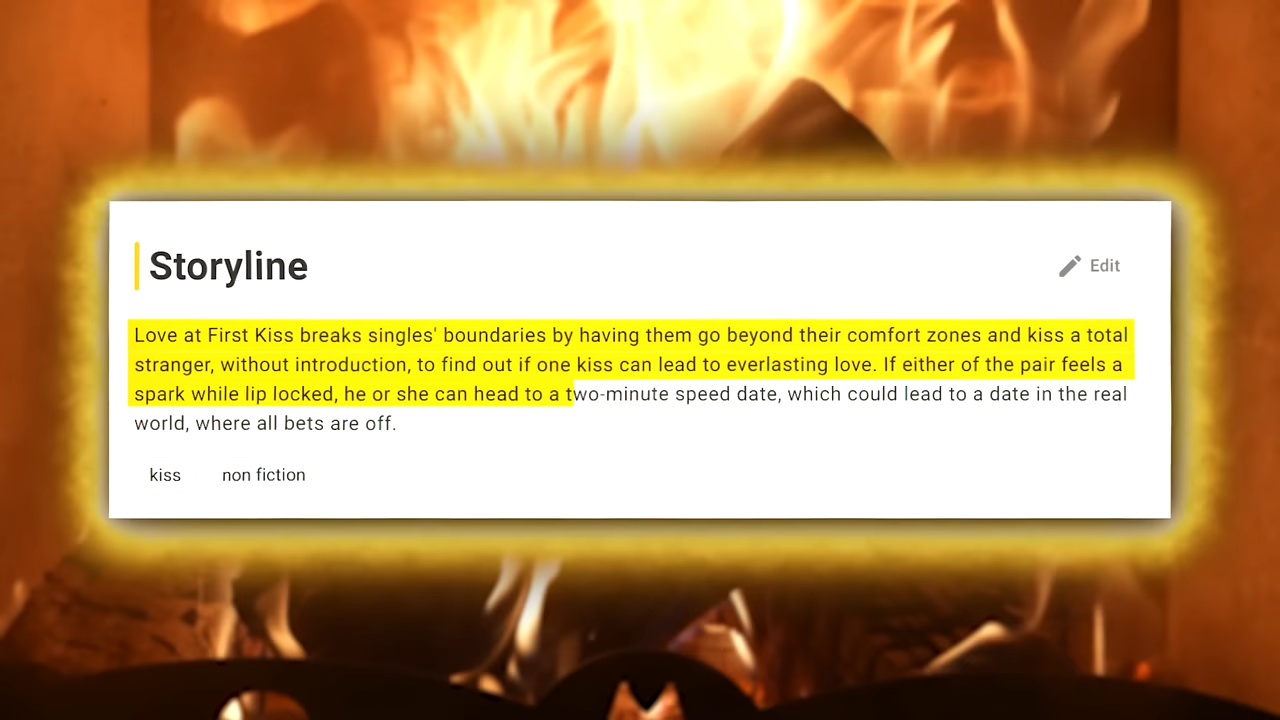 Storyline
Edit
Love at First Kiss breaks singles' boundaries by having them go beyond their comfort zones and kiss a total
stranger, without introduction, to find out if one kiss can lead to everlasting love. If either of the pair feels a
spark while lip locked, he or she can head to a two-minute speed date, which could lead to a date in the real
world, where all bets are off.
kiss
non fiction